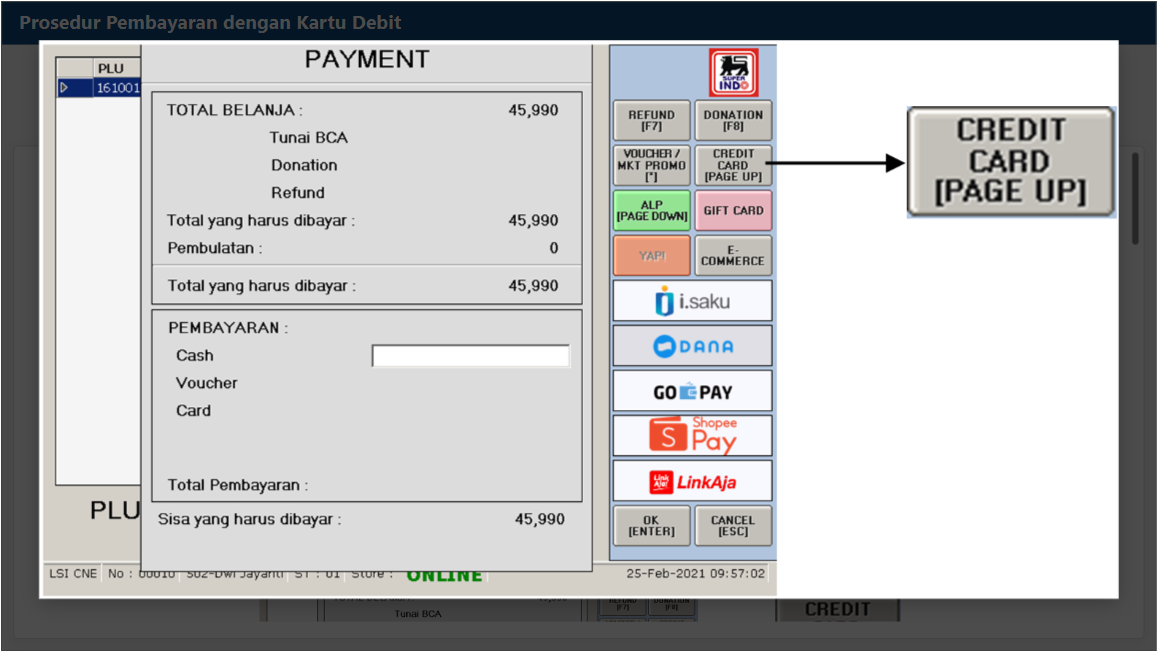 Prosedur Pembayaran dengan Kartu Debit
PLU
161001
PAYMENT
TOTAL BELANJA : 45,990
Tunai BCA
Donation
Refund
Total yang harus dibayar : 45,990
Pembulatan : 0
Total yang harus dibayar : 45,990
PEMBAYARAN :
Cash
Voucher
Card
Total Pembayaran :
Sisa yang harus dibayar : 45,990
PLU
SUPER
INDO
REFUND
[F7]
DONATION
[F8]
VOUCHER /
MKT PROMO
[*]
CREDIT
CARD
[PAGE UP]
ALP
[PAGE DOWN]
GIFT CARD
YAP!
E-
COMMERCE
i.saku
DANA
GO PAY
Shopee
Pay
LinkAja!
LinkAja
OK
[ENTER]
CANCEL
[ESC]
CREDIT
CARD
[PAGE UP]
LSI CNE No : 00010 502-Dwi Jayanti ST : 01 Store : ONLINE 25-Feb-2021 09:57:02
Tunai BCA
REFUND
[F7]
DONATION
[F8]
CREDIT